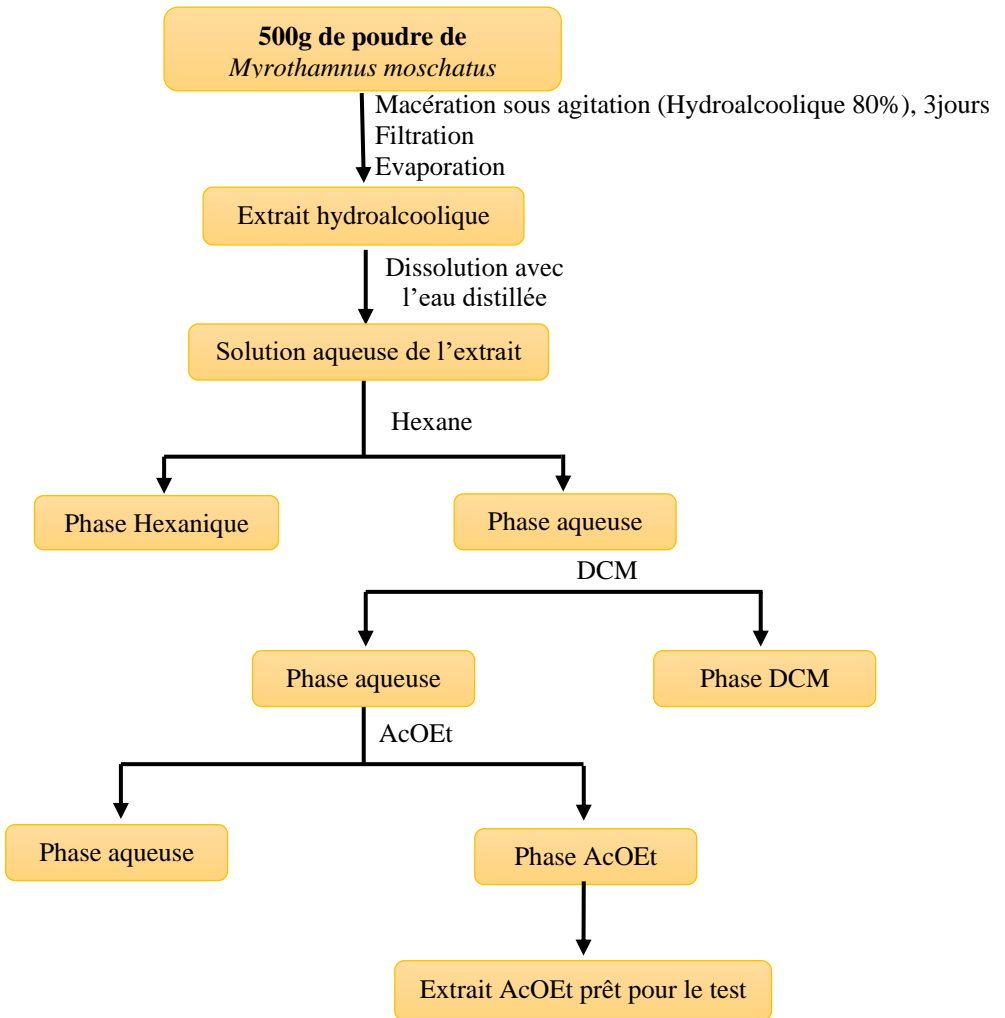 500g de poudre de
Myrothamnus moschatus
Macération sous agitation (Hydroalcoolique 80%), 3jours
Filtration
Evaporation
Extrait hydroalcoolique
Dissolution avec
l’eau distillée
Solution aqueuse de l’extrait
Hexane
Phase Hexanique
Phase aqueuse
DCM
Phase aqueuse
Phase DCM
AcOEt
Phase aqueuse
Phase AcOEt
Extrait AcOEt prêt pour le test